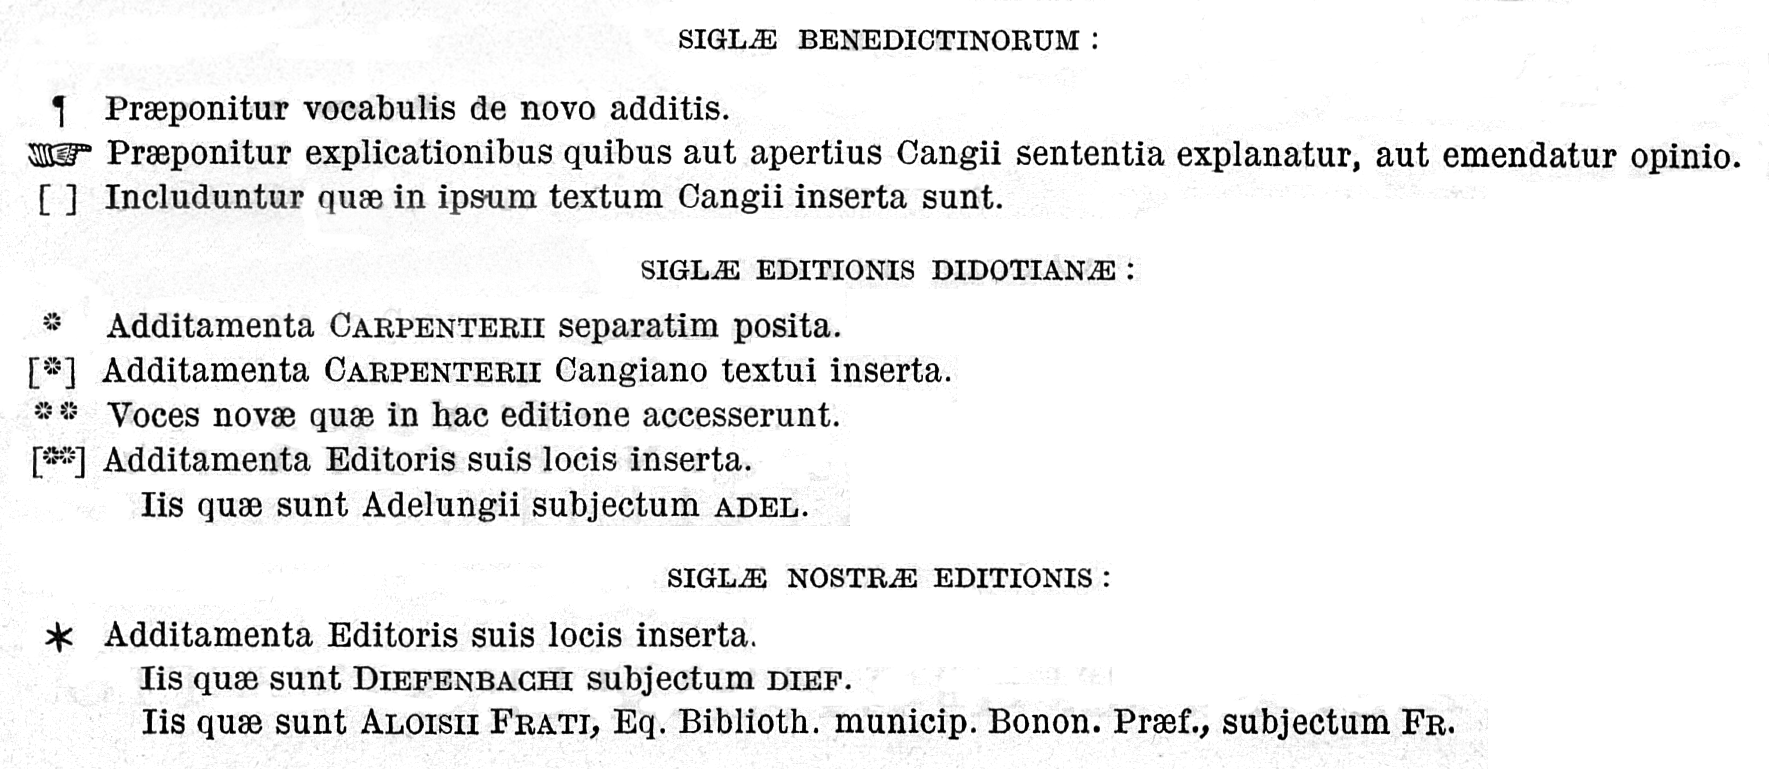 SIGLÆ BENEDICTINORUM :
¶ Præponitur vocabulis de novo additis.
☞ Præponitur explicationibus quibus aut apertius Cangii sententia explanatur, aut emendatur opinio.
[ ] Includuntur quæ in ipsum textum Cangii inserta sunt.
SIGLÆ EDITIONIS DIDOTIANÆ :
* Additamenta CARPENTERII separatim posita.
[*] Additamenta CARPENTERII Cangiano textui inserta.
** Voces novæ quæ in hac editione accesserunt.
[**] Additamenta Editoris suis locis inserta.
Iis quæ sunt Adelungii subjectum ADEL.
SIGLÆ NOSTRÆ EDITIONIS :
* Additamenta Editoris suis locis inserta.
Iis quæ sunt DIEFENBACHI subjectum DIEF.
Iis quæ sunt ALOISII FRATI, Eq. Biblioth. municip. Bonon. Præf., subjectum FR.